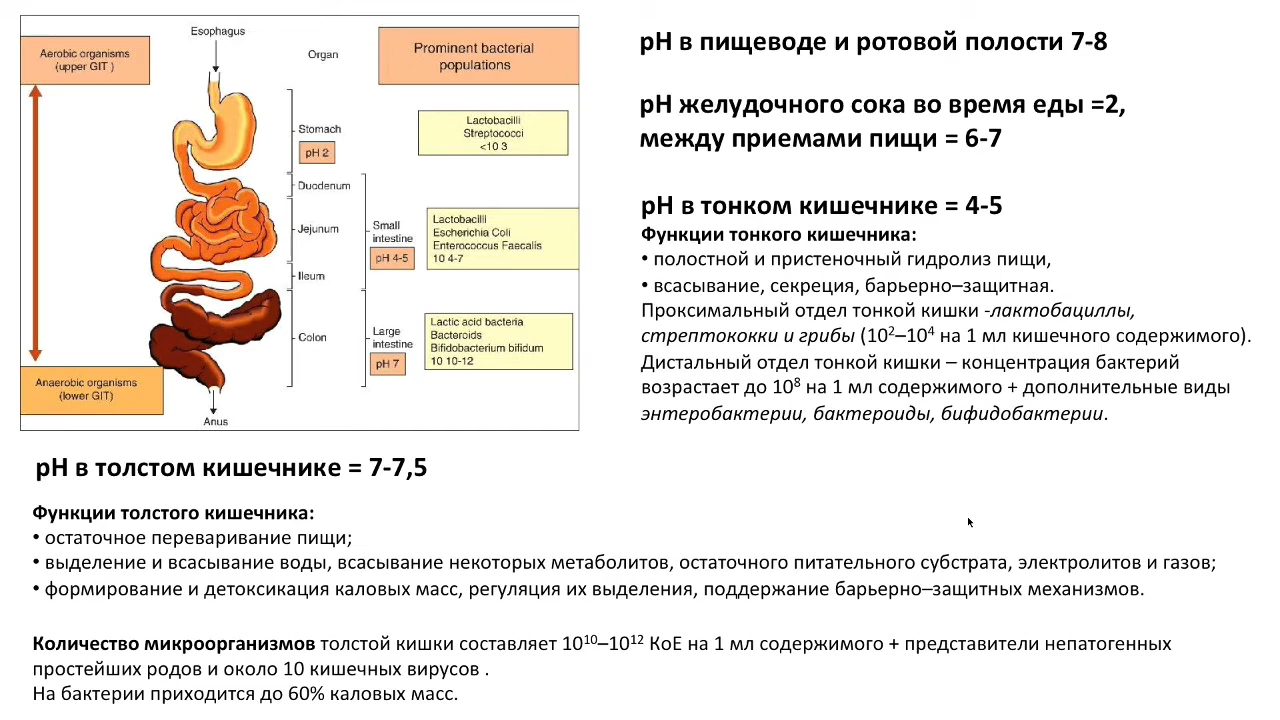 Esophagus
Aerobic organisms
(upper GIT )
Organ
Prominent bacterial
populations
Stomach
pH 2
Lactobacilli
Streptococci
<10 3
Duodenum
Jejunum
Small
intestine
pH 4-5
Lactobacilli
Escherichia Coli
Enterococcus Faecalis
10 4-7
Ileum
Colon
Large
intestine
pH 7
Lactic acid bacteria
Bacteroids
Bifidobacterium bifidum
10 10-12
Anaerobic organisms
(lower GIT)
Anus
pH в пищеводе и ротовой полости 7-8
pH желудочного сока во время еды =2,
между приемами пищи = 6-7
pH в тонком кишечнике = 4-5
Функции тонкого кишечника:
• полостной и пристеночный гидролиз пищи,
• всасывание, секреция, барьерно–защитная.
Проксимальный отдел тонкой кишки -лактобациллы,
стрептококки и грибы (10²–10⁴ на 1 мл кишечного содержимого).
Дистальный отдел тонкой кишки – концентрация бактерий
возрастает до 10⁸ на 1 мл содержимого + дополнительные виды
энтеробактерии, бактероиды, бифидобактерии.
pH в толстом кишечнике = 7-7,5
Функции толстого кишечника:
• остаточное переваривание пищи;
• выделение и всасывание воды, всасывание некоторых метаболитов, остаточного питательного субстрата, электролитов и газов;
• формирование и детоксикация каловых масс, регуляция их выделения, поддержание барьерно–защитных механизмов.
Количество микроорганизмов толстой кишки составляет 10¹⁰–10¹² КоЕ на 1 мл содержимого + представители непатогенных
простейших родов и около 10 кишечных вирусов .
На бактерии приходится до 60% каловых масс.